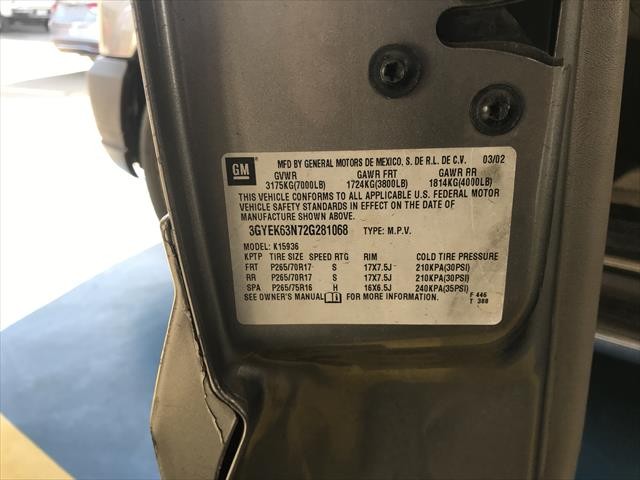 GM MFD BY GENERAL MOTORS DE MEXICO, S. DE R.L. DE C.V. 03/02
GVWR GAWR FRT GAWR RR
3175KG(7000LB) 1724KG(3800LB) 1814KG(4000LB)
THIS VEHICLE CONFORMS TO ALL APPLICABLE U.S. FEDERAL MOTOR
VEHICLE SAFETY STANDARDS IN EFFECT ON THE DATE OF
MANUFACTURE SHOWN ABOVE.
3GYEK63N72G281068 TYPE: M.P.V.
MODEL: K15936
KPTP TIRE SIZE SPEED RTG RIM COLD TIRE PRESSURE
FRT P265/70R17 S 17X7.5J 210KPA(30PSI)
RR P265/70R17 S 17X7.5J 210KPA(30PSI)
SPA P265/75R16 H 16X6.5J 240KPA(35PSI)
SEE OWNER'S MANUAL FOR MORE INFORMATION. F 446
T 388